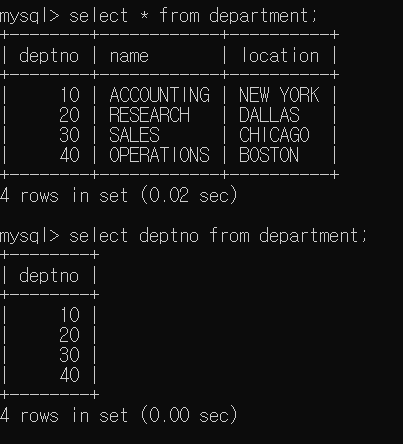 mysql> select * from department;
+--------+------------+----------+
| deptno | name       | location |
+--------+------------+----------+
|     10 | ACCOUNTING | NEW YORK |
|     20 | RESEARCH   | DALLAS   |
|     30 | SALES      | CHICAGO  |
|     40 | OPERATIONS | BOSTON   |
+--------+------------+----------+
4 rows in set (0.02 sec)
mysql> select deptno from department;
+--------+
| deptno |
+--------+
|     10 |
|     20 |
|     30 |
|     40 |
+--------+
4 rows in set (0.00 sec)